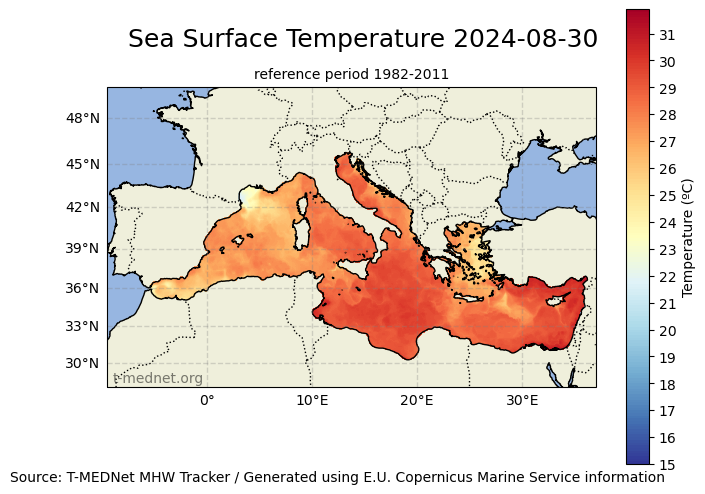 Sea Surface Temperature 2024-08-30
reference period 1982-2011
48°N
45°N
42°N
39°N
36°N
33°N
30°N
t-mednet.org
0°
10°E
20°E
30°E
31
30
29
28
27
26
25
24
23
22
21
20
19
18
17
16
15
Temperature (ºC)
Source: T-MEDNet MHW Tracker / Generated using E.U. Copernicus Marine Service information